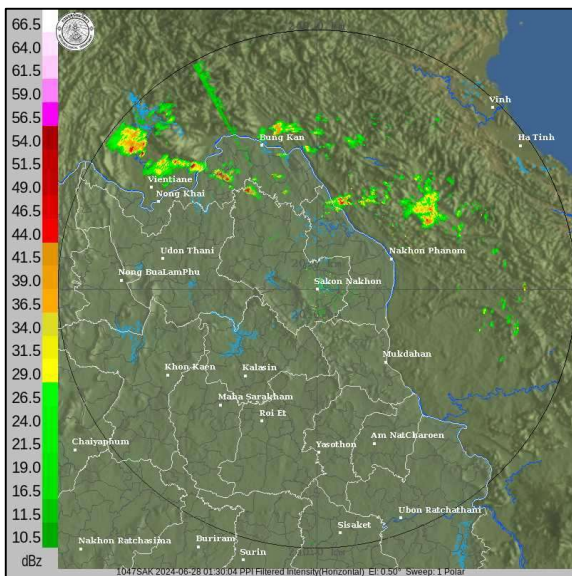 66.5
64.0
61.5
59.0
56.5
54.0
51.5
49.0
46.5
44.0
41.5
39.0
36.5
34.0
31.5
29.0
26.5
24.0
21.5
19.0
16.5
13.0
10.5
dBz
Vinh
Ha Tinh
Bung Kan
Vientiane
Nong Khai
Udon Thani
Nakhon Phanom
Nong BuaLamPhu
Sakon Nakhon
Mukdahan
Khon Kaen
Kalasin
Maha Sarakham
Roi Et
Chaiyaphum
Am NatCharoen
Yasothon
Ubon Ratchathani
Sisaket
Nakhon Ratchasima
Buriram
Surin
1047SAK 2024-06-28 01:30:04 PPI Filtered Intensity(Horizontal) El: 0.50° Sweep: 1 Polar